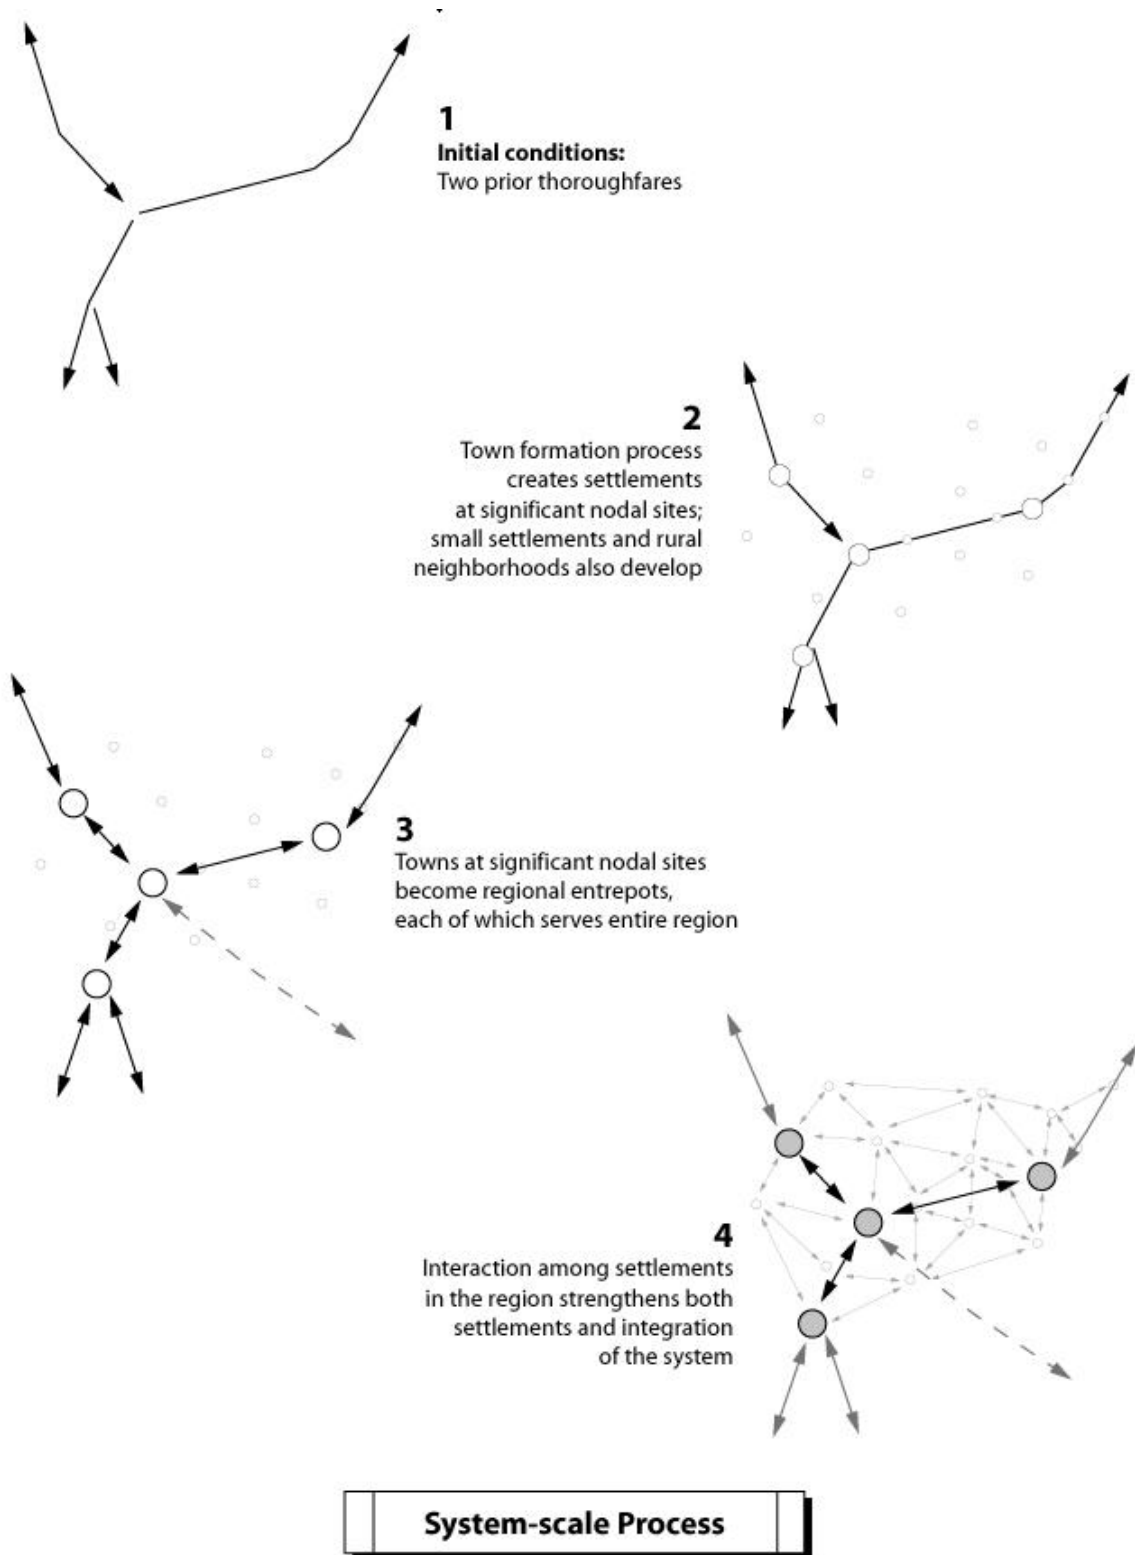 1
Initial conditions:
Two prior thoroughfares
2
Town formation process
creates settlements
at significant nodal sites;
small settlements and rural
neighborhoods also develop
3
Towns at significant nodal sites
become regional entrepots,
each of which serves entire region
4
Interaction among settlements
in the region strengthens both
settlements and integration
of the system
System-scale Process